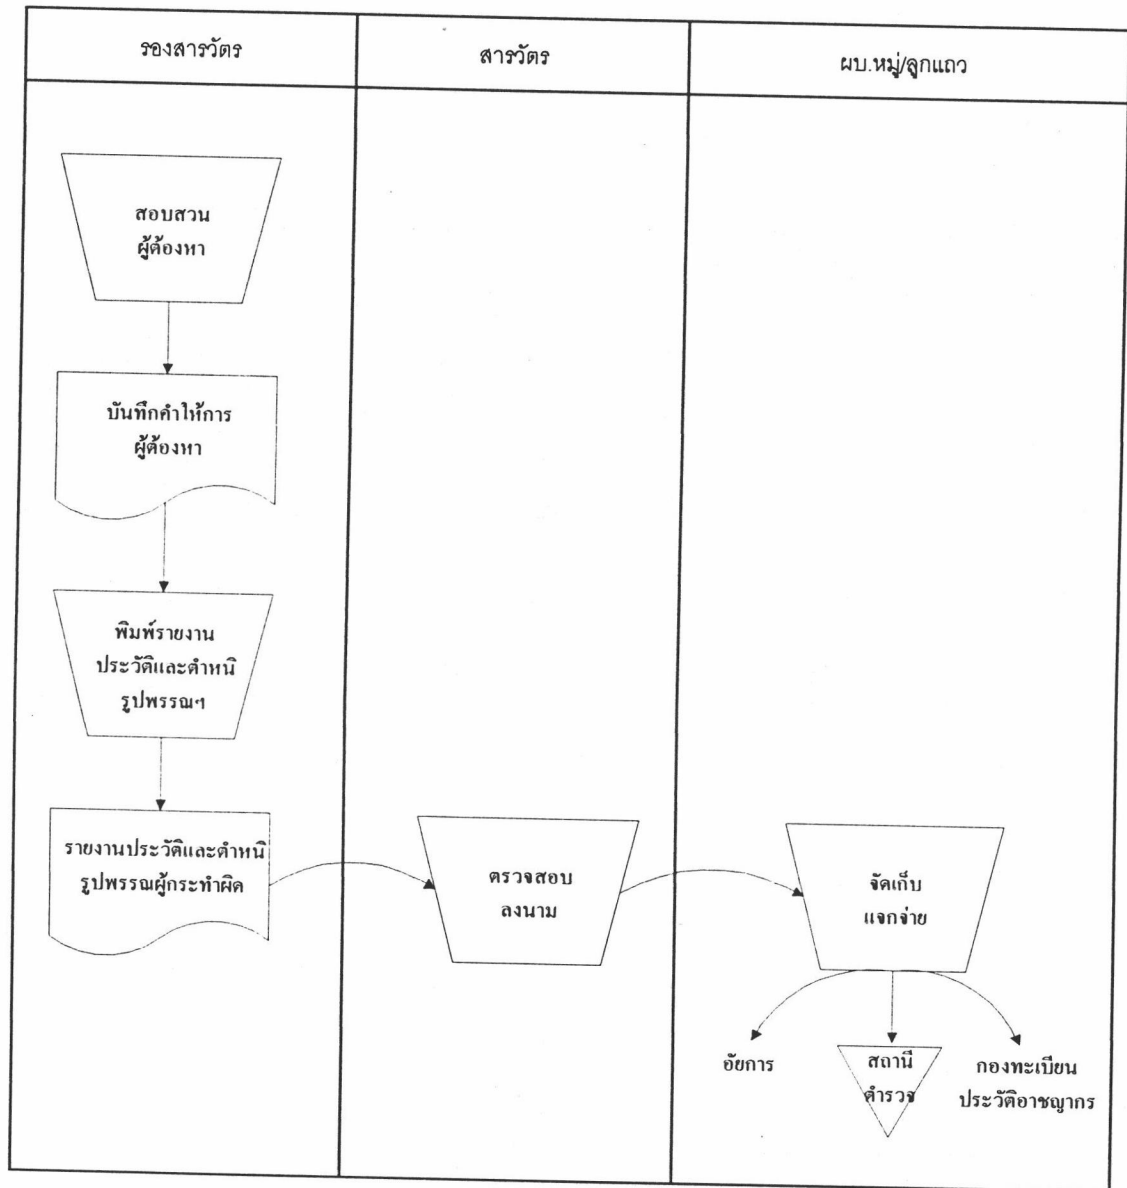 รองสารวัตร
สารวัตร
ผบ.หมู่/ลูกแถว
สอบสวน
ผู้ต้องหา
บันทึกคำให้การ
ผู้ต้องหา
พิมพ์รายงาน
ประวัติและตำหนิ
รูปพรรณฯ
รายงานประวัติและตำหนิ
รูปพรรณผู้กระทำผิด
ตรวจสอบ
ลงนาม
จัดเก็บ
แจกจ่าย
อัยการ
สถานี
ตำรวจ
กองทะเบียน
ประวัติอาชญากร